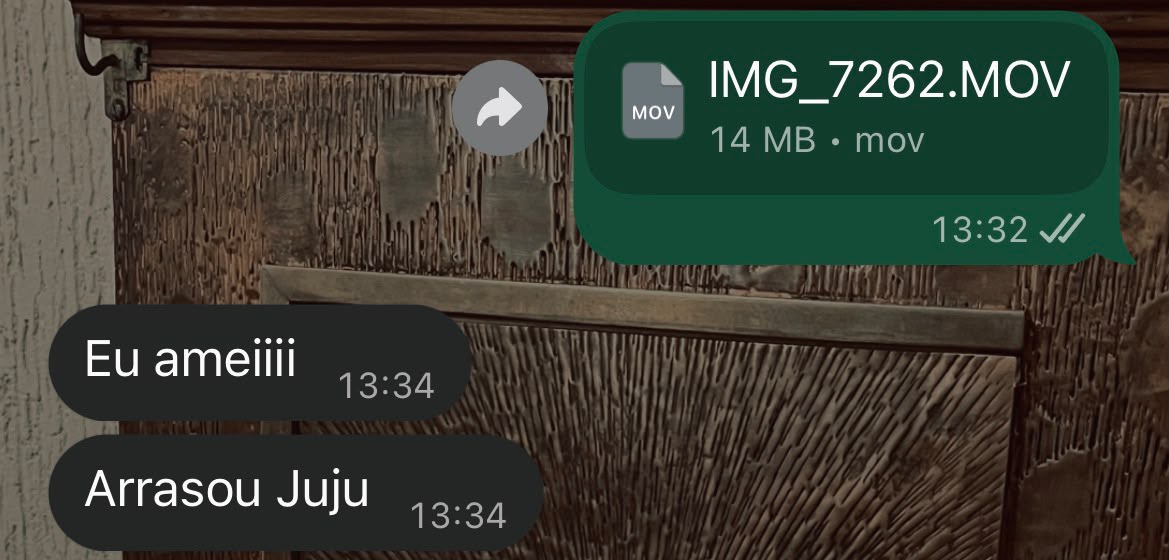 MOV
IMG_7262.MOV
14 MB • mov
13:32
Eu ameiiii
13:34
Arrasou Juju
13:34